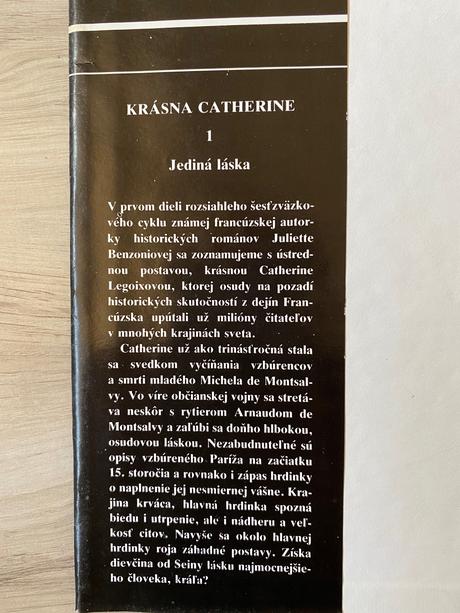 KRÁSNA CATHERINE
1
Jediná láska
V prvom dieli rozsiahleho šesťzväzko-
vého cyklu známej francúzskej autor-
ky historických románov Juliette
Benzoniovej sa zoznamujeme s ústred-
nou postavou, krásnou Catherine
Legoixovou, ktorej osudy na pozadí
historických skutočností z dejín Fran-
cúzska upútali už milióny čitateľov
v mnohých krajinách sveta.
Catherine už ako trinásťročná stala
sa svedkom vyčíňania vzbúrencov
a smrti mladého Michela de Montsal-
vy. Vo víre občianskej vojny sa stretá-
va neskôr s rytierom Arnaudom de
Montsalvy a zaľúbi sa doňho hlbokou,
osudovou láskou. Nezabudnuteľné sú
opisy vzbúreného Paríža na začiatku
15. storočia a rovnako i zápas hrdinky
o naplnenie jej nesmiernej vášne. Kra-
jina krváca, hlavná hrdinka spozná
biedu i utrpenie, ale i nádheru a veľ-
kosť citov. Navyše sa okolo hlavnej
hrdinky roja záhadné postavy. Získa
dievčina od Seiny lásku najmocnejšie-
ho človeka, kráľa?